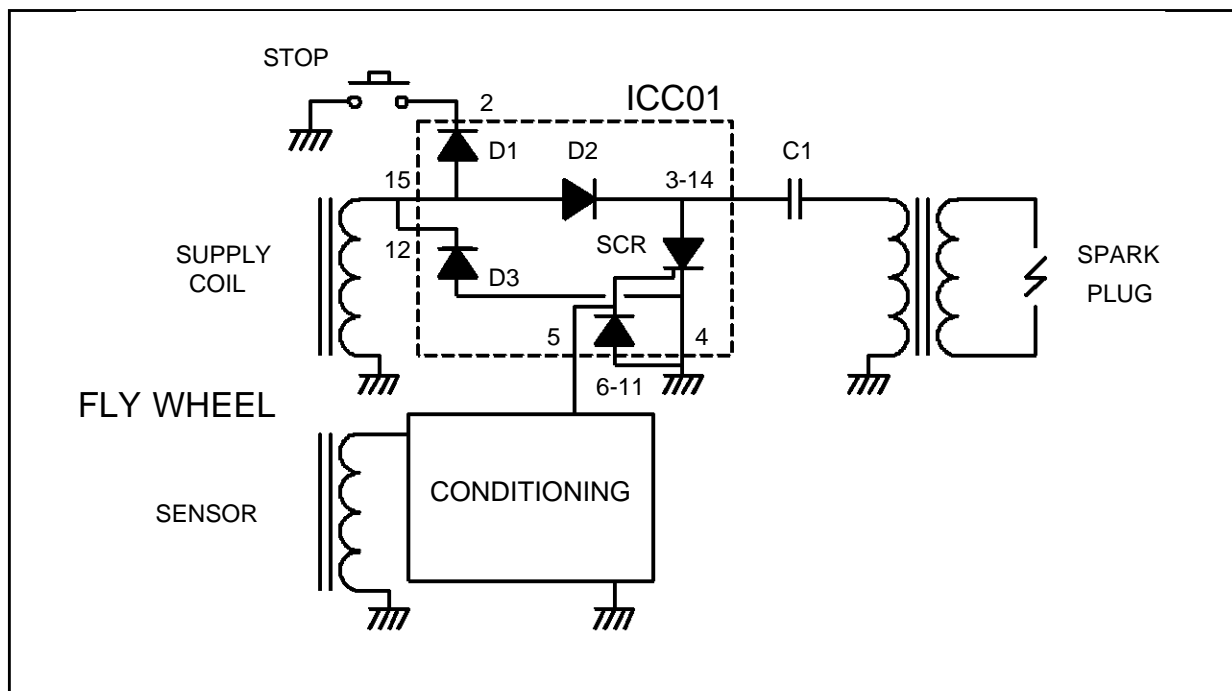 STOP
2
ICC01
D1
D2
C1
15
3-14
SUPPLY
COIL
12
SCR
D3
SPARK
PLUG
5
4
6-11
FLY WHEEL
CONDITIONING
SENSOR